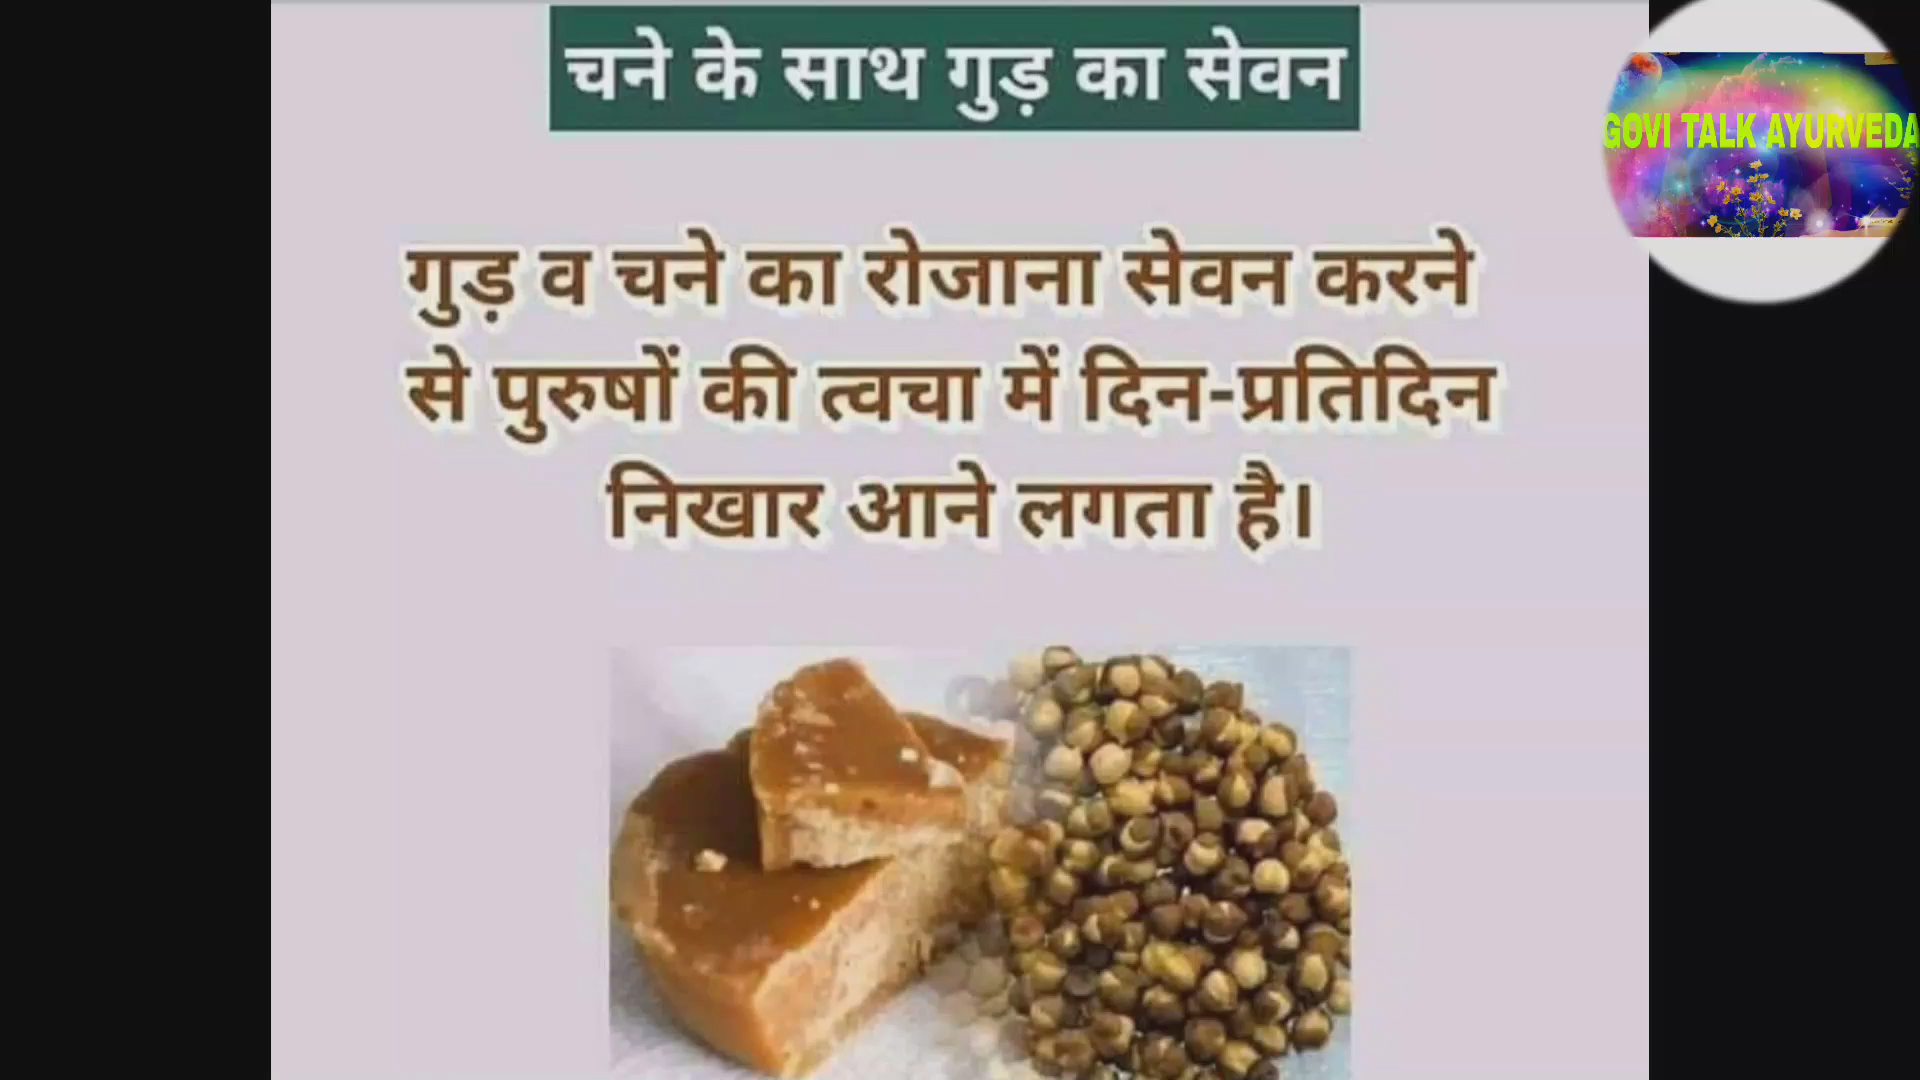 चने के साथ गुड़ का सेवन
GOVI TALK AYURVEDA
गुड़ व चने का रोजाना सेवन करने
से पुरुषों की त्वचा में दिन-प्रतिदिन
निखार आने लगता है।